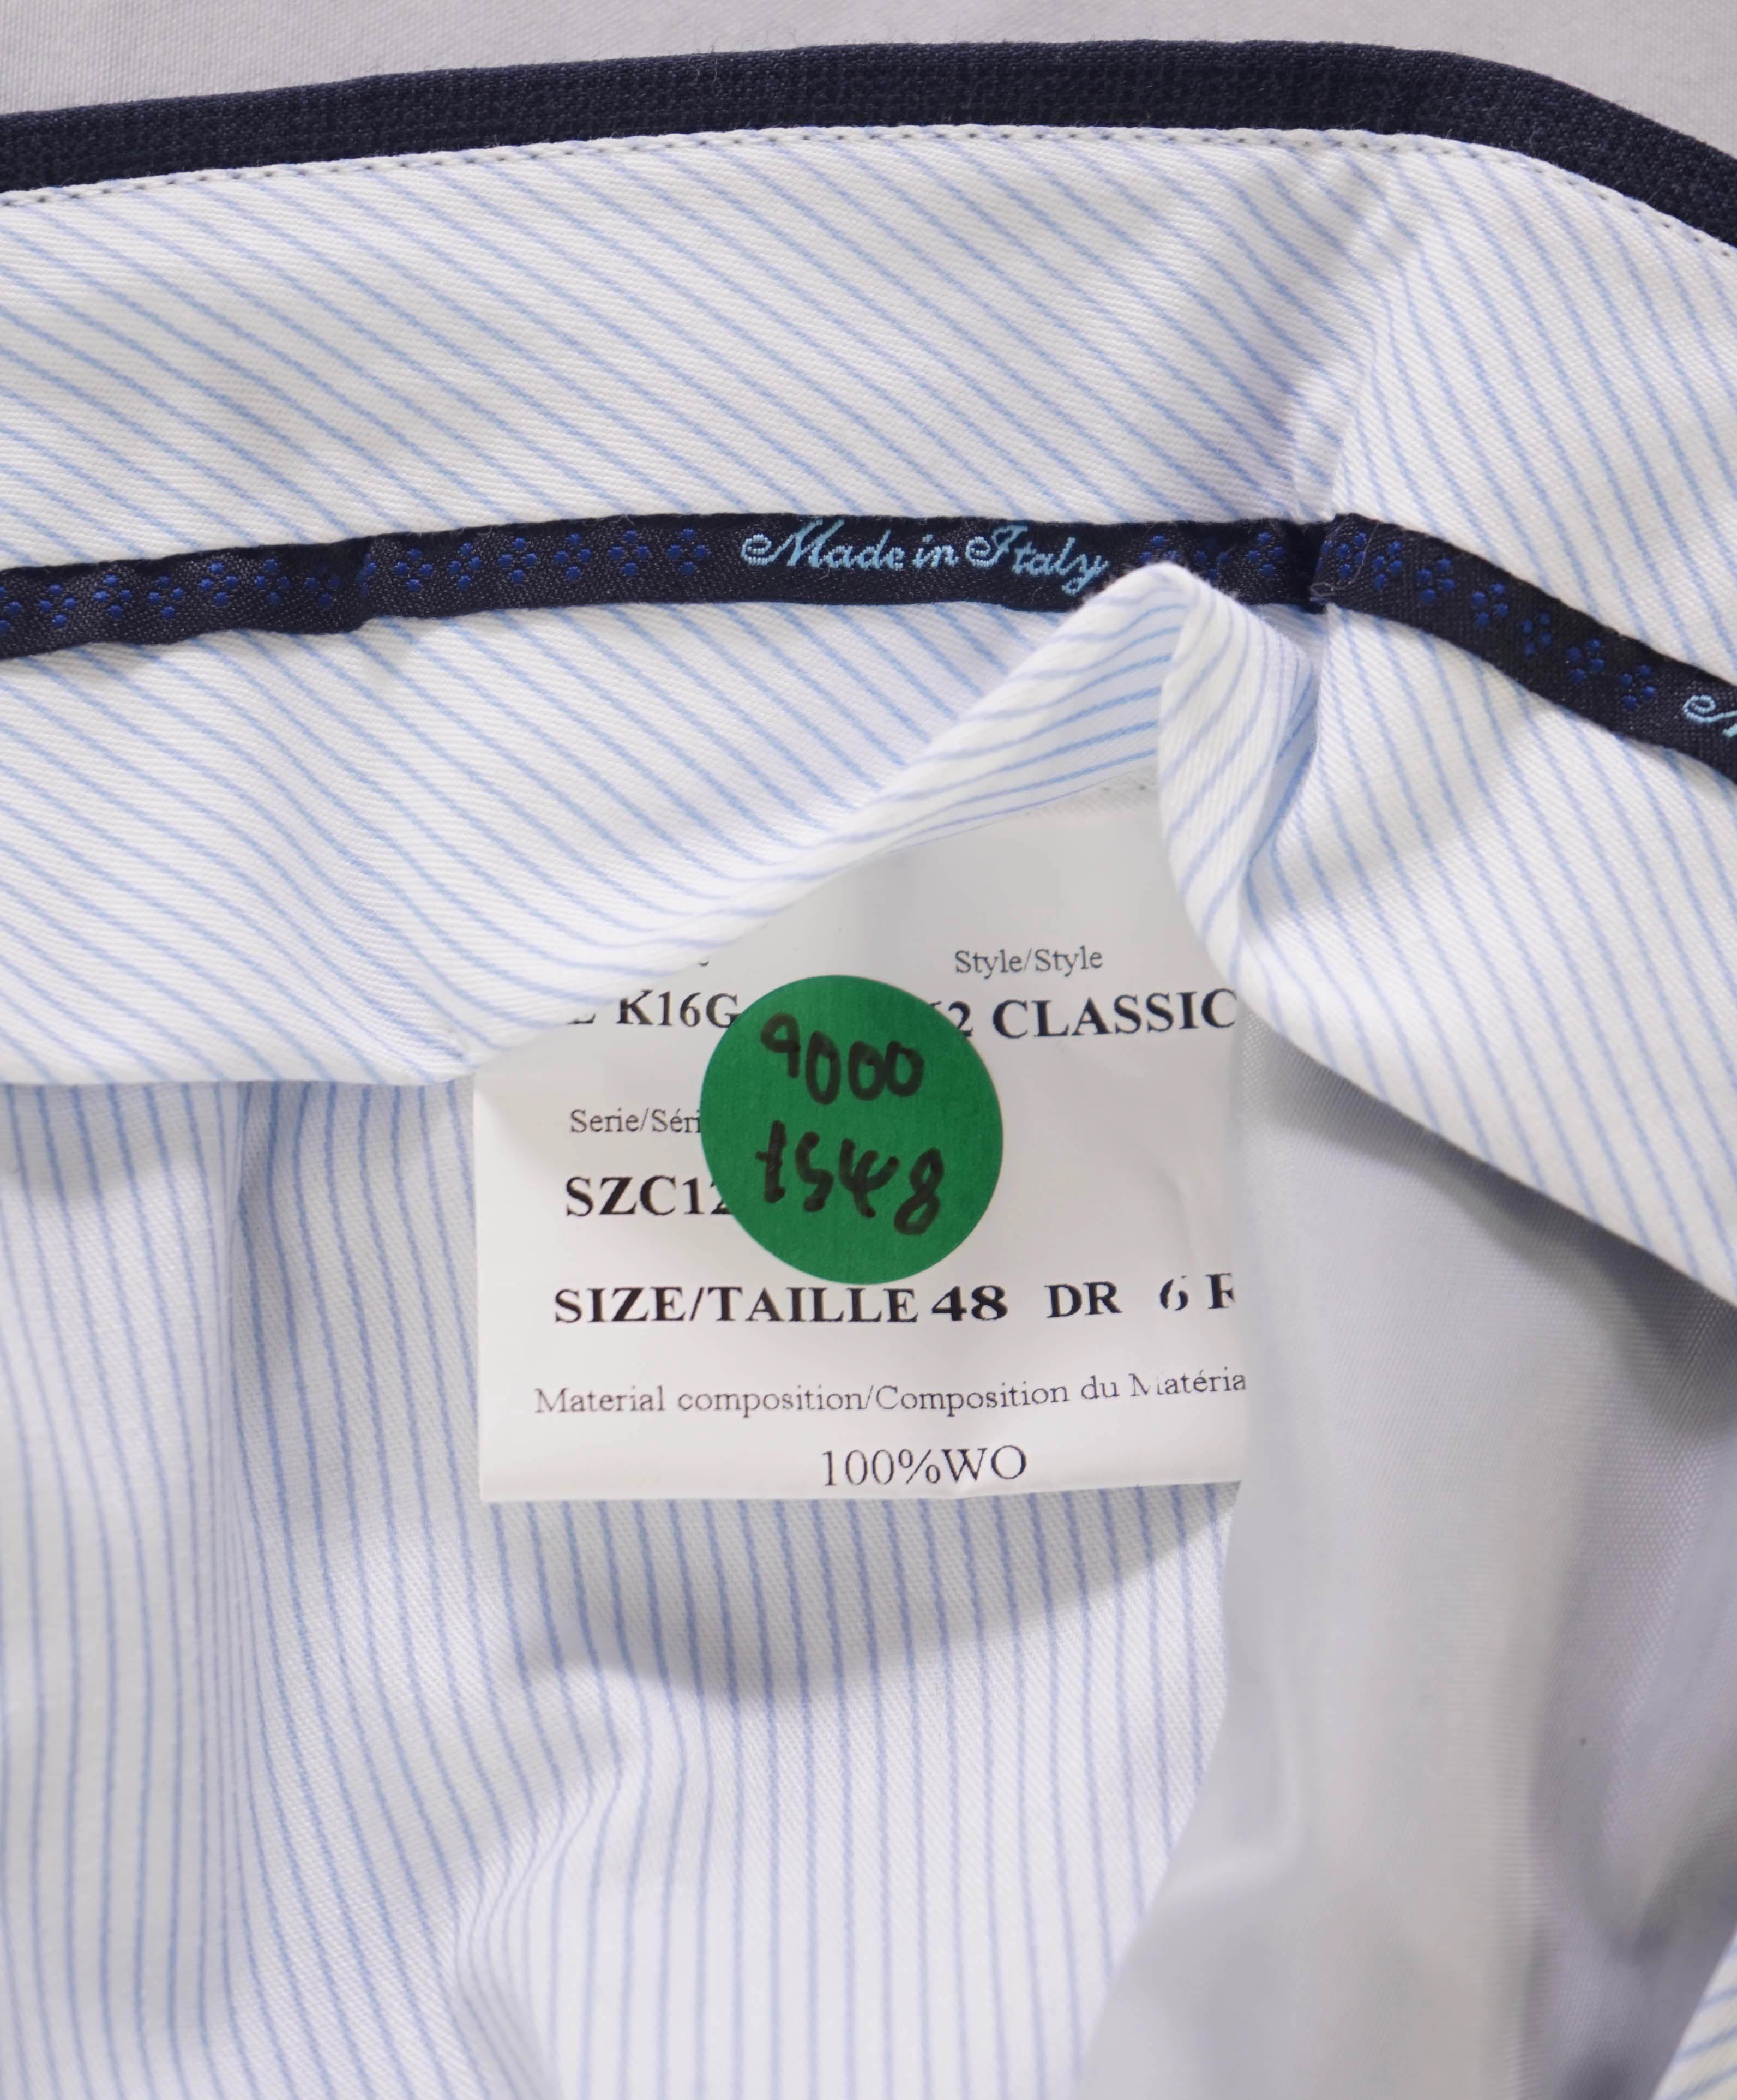 Made in Italy
Style/Style
K16G
2 CLASSIC
9000
1548
Serie/Séri
SZC12
SIZE/TAILLE 48 DR 6 R
Material composition/Composition du Matéria
100%WO